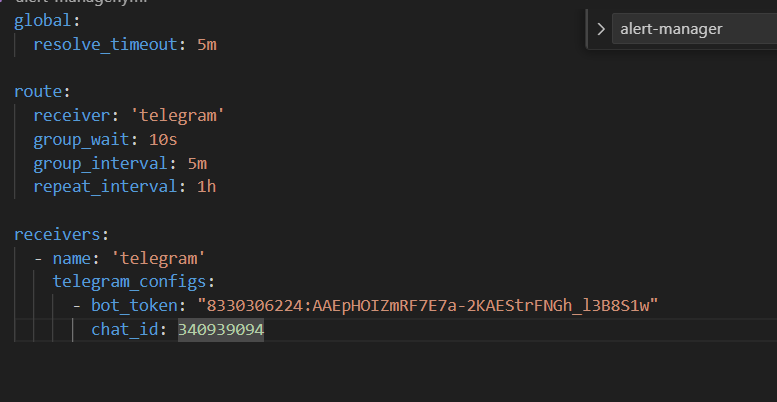 global:
resolve_timeout: 5m
alert-manager
route:
receiver: 'telegram'
group_wait: 10s
group_interval: 5m
repeat_interval: 1h
receivers:
- name: 'telegram'
telegram_configs:
- bot_token: "8330306224:AAEpHOIZmRF7E7a-2KAEStrFNGh_l3B8S1w"
chat_id: 340939094